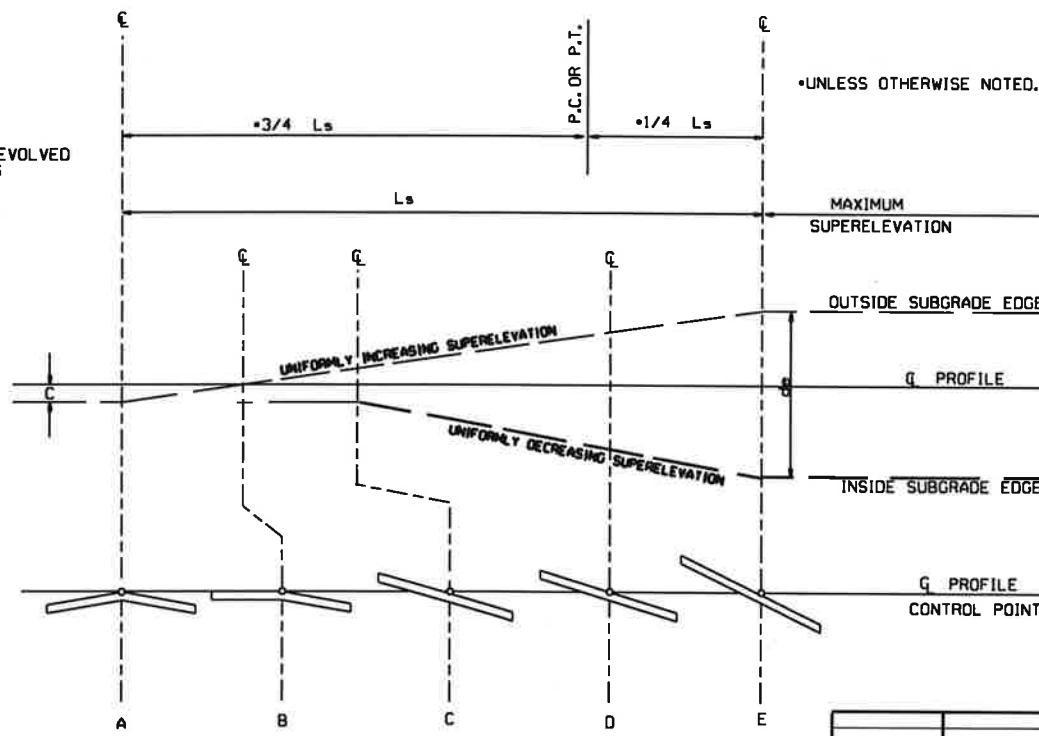 ℄
℄
P.C. OR P.T.
•UNLESS OTHERWISE NOTED.
•3/4 Ls
•1/4 Ls
EVOLVED
Ls
MAXIMUM
SUPERELEVATION
℄
℄
℄
OUTSIDE SUBGRADE EDGE
UNIFORMLY INCREASING SUPERELEVATION
C
℄ PROFILE
UNIFORMLY DECREASING SUPERELEVATION
INSIDE SUBGRADE EDGE
℄ PROFILE
CONTROL POINT
A
B
C
D
E